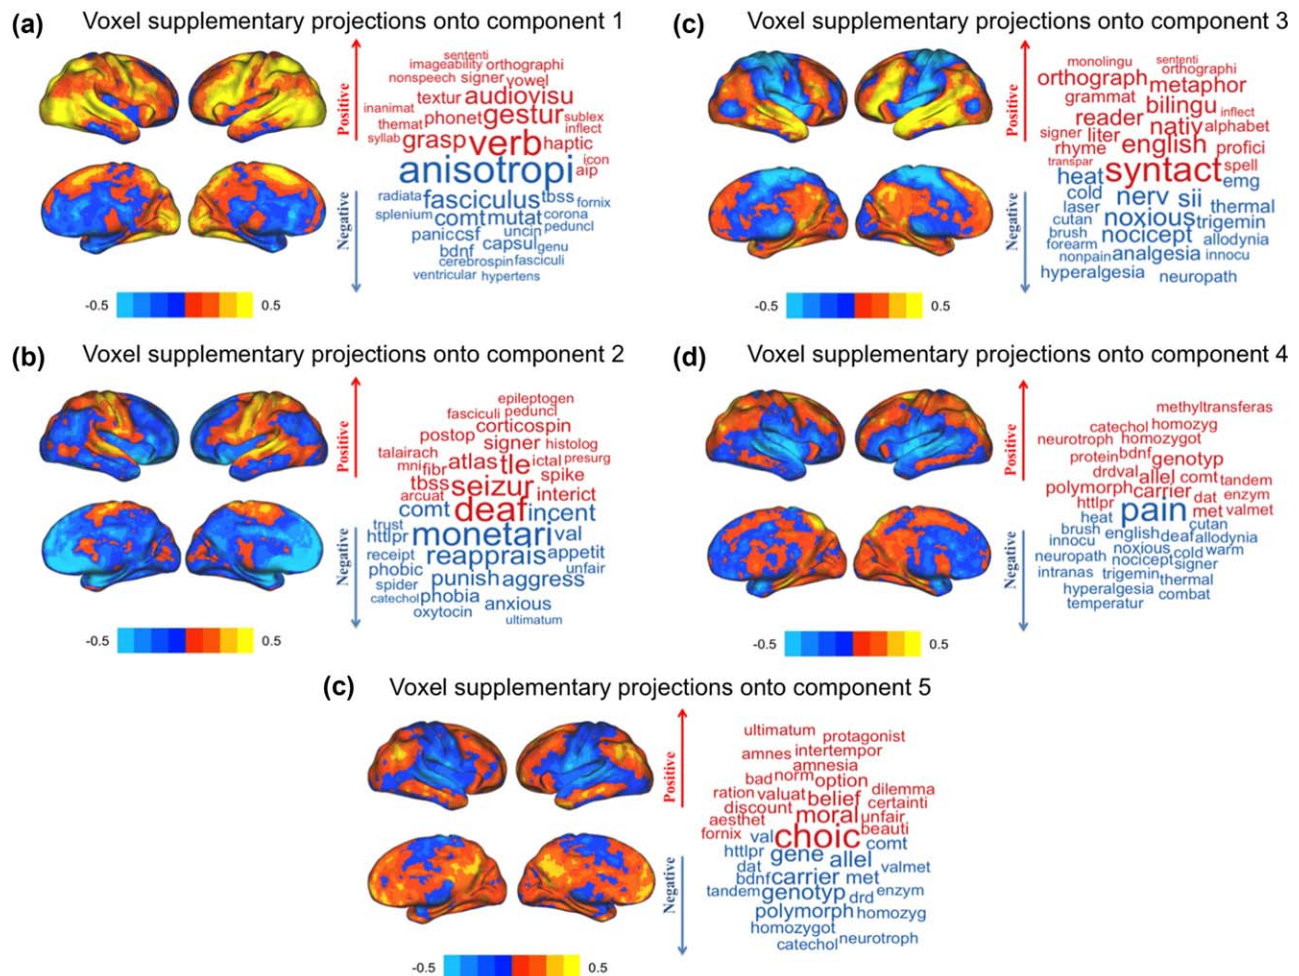 (a) Voxel supplementary projections onto component 1
Positive
Negative
sententi
imageability orthographi
nonspeech signer vowel
textur audiovisu
inanimat phonet gestur sublex
themat inflect
syllab grasp verb haptic
anisotropi icon
aip
radiata fasciculus tbss fornix
splenium comt mutat corona
uncin peduncl
paniccsf capsul genu
bdnf
cerebrospin fasciculi
ventricular hypertens
-0.5 0.5
(c) Voxel supplementary projections onto component 3
Positive
Negative
monolingu sententi
orthographi
orthograph metaphor
grammat bilingu inflect
reader nativ alphabet
signer liter
rhyme english profici
transpar syntact spell
heat emg
cold nerv sii
laser thermal
cutan noxious trigemin
brush nocicept allodynia
forearm
nonpain analgesia innocu
hyperalgesia neuropath
-0.5 0.5
(b) Voxel supplementary projections onto component 2
Positive
Negative
epileptogen
fasciculi peduncl
corticospin
postop signer histolog
talairach
mni fibr atlas tle ictal presurg
tbss seizur spike
arcuat interict
comt deaf incent
trust
httlpr monetari val
receipt reapprais appetit
phobic unfair
spider punish aggress
catechol phobia anxious
oxytocin ultimatum
-0.5 0.5
(d) Voxel supplementary projections onto component 4
Positive
Negative
methyltransferas
catechol homozyg
neurotroph homozygot
protein bdnf genotyp
drd val allel comt tandem
polymorph carrier dat enzym
httlpr met valmet
heat pain cutan
brush english deaf allodynia
innocu noxious cold warm
neuropath nocicept signer
intranas trigemin thermal
hyperalgesia combat
temperatur
-0.5 0.5
(c) Voxel supplementary projections onto component 5
Positive
Negative
ultimatum protagonist
amnes intertempor
amnesia
bad norm option
ration valuat belief dilemma
discount certainti
aesthet moral unfair
fornix val choic beauti
comt
httlpr gene allel
dat valmet
bdnf carrier met
tandem genotyp drd enzym
polymorph homozyg
homozygot
catechol neurotroph
-0.5 0.5